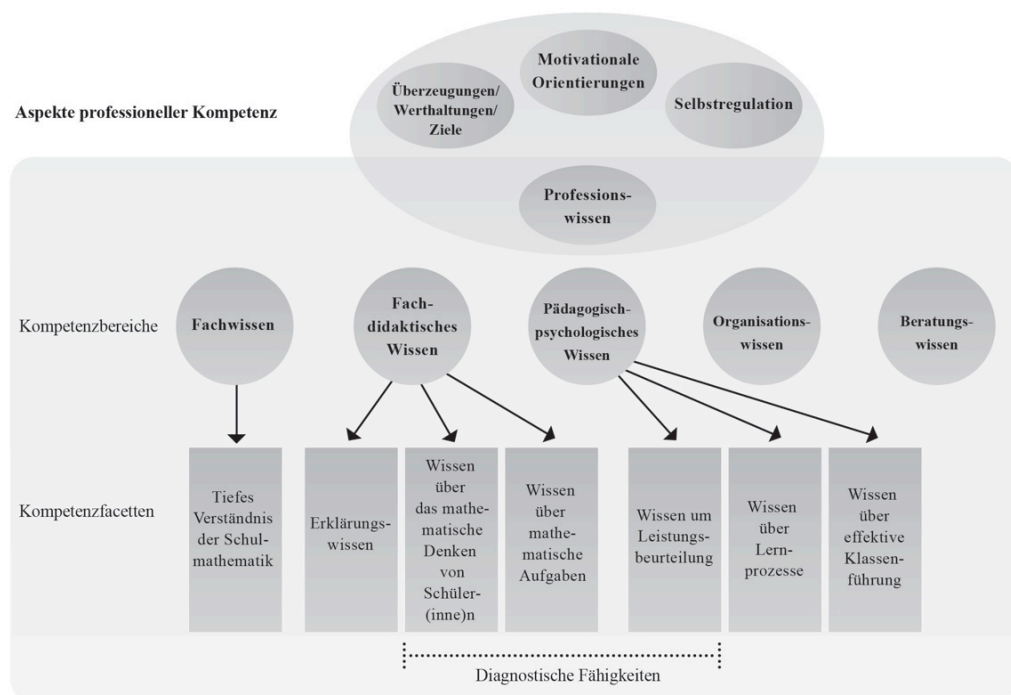 Motivationale
Orientierungen
Überzeugungen/
Werthaltungen/
Ziele
Selbstregulation
Aspekte professioneller Kompetenz
Professions-
wissen
Kompetenzbereiche
Fachwissen
Fach-
didaktisches
Wissen
Pädagogisch-
psychologisches
Wissen
Organisations-
wissen
Beratungs-
wissen
Kompetenzfacetten
Tiefes
Verständnis
der Schul-
mathematik
Erklärungs-
wissen
Wissen
über
das mathe-
matische
Denken
von
Schüler-
(inne)n
Wissen
über
mathe-
matische
Aufgaben
Wissen um
Leistungs-
beurteilung
Wissen
über
Lern-
prozesse
Wissen
über
effektive
Klassen-
führung
Diagnostische Fähigkeiten